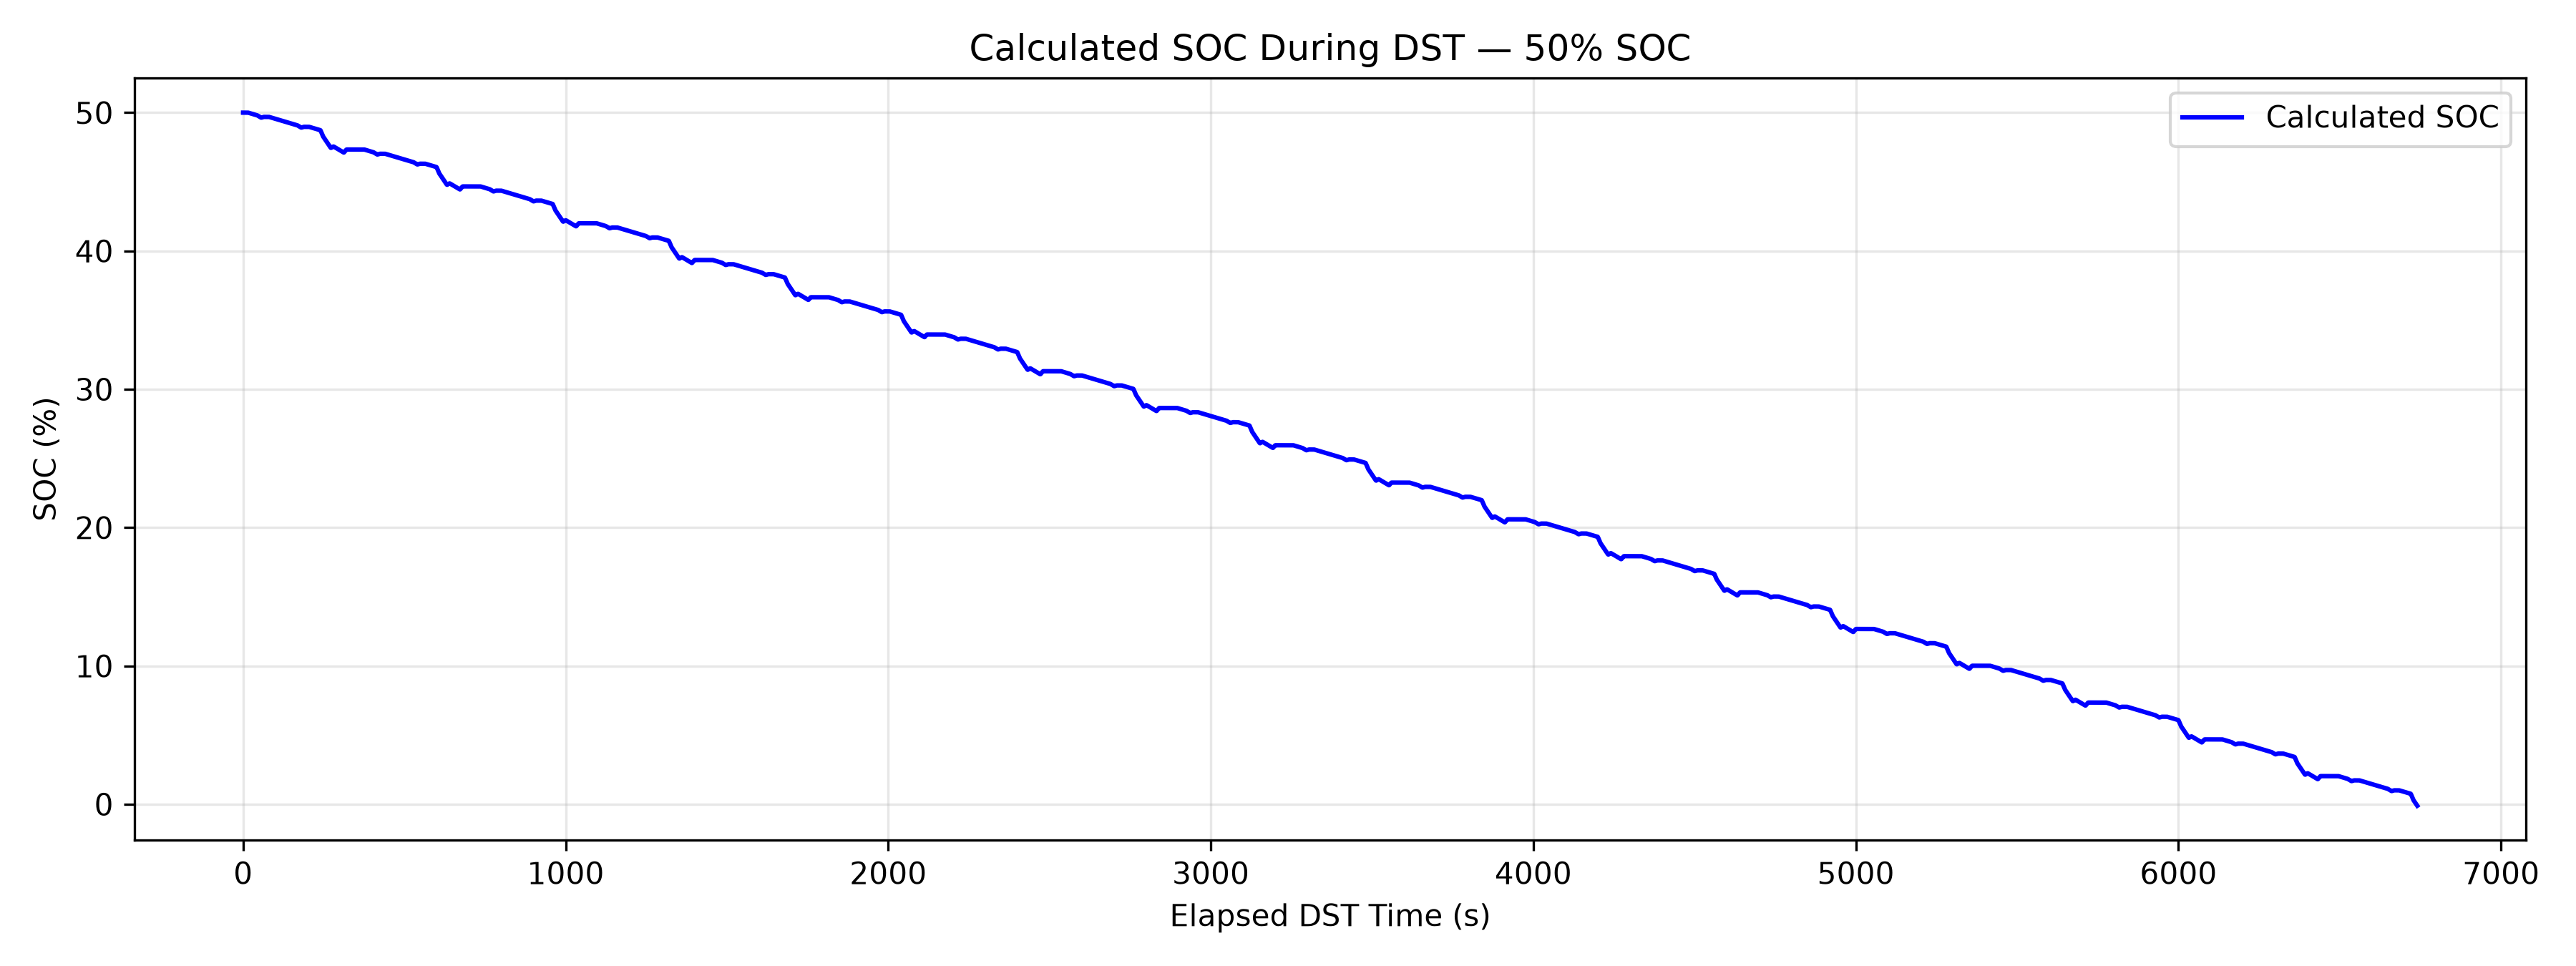 Calculated SOC During DST — 50% SOC
Calculated SOC
50
40
30
20
10
0
SOC (%)
0 1000 2000 3000 4000 5000 6000 7000
Elapsed DST Time (s)